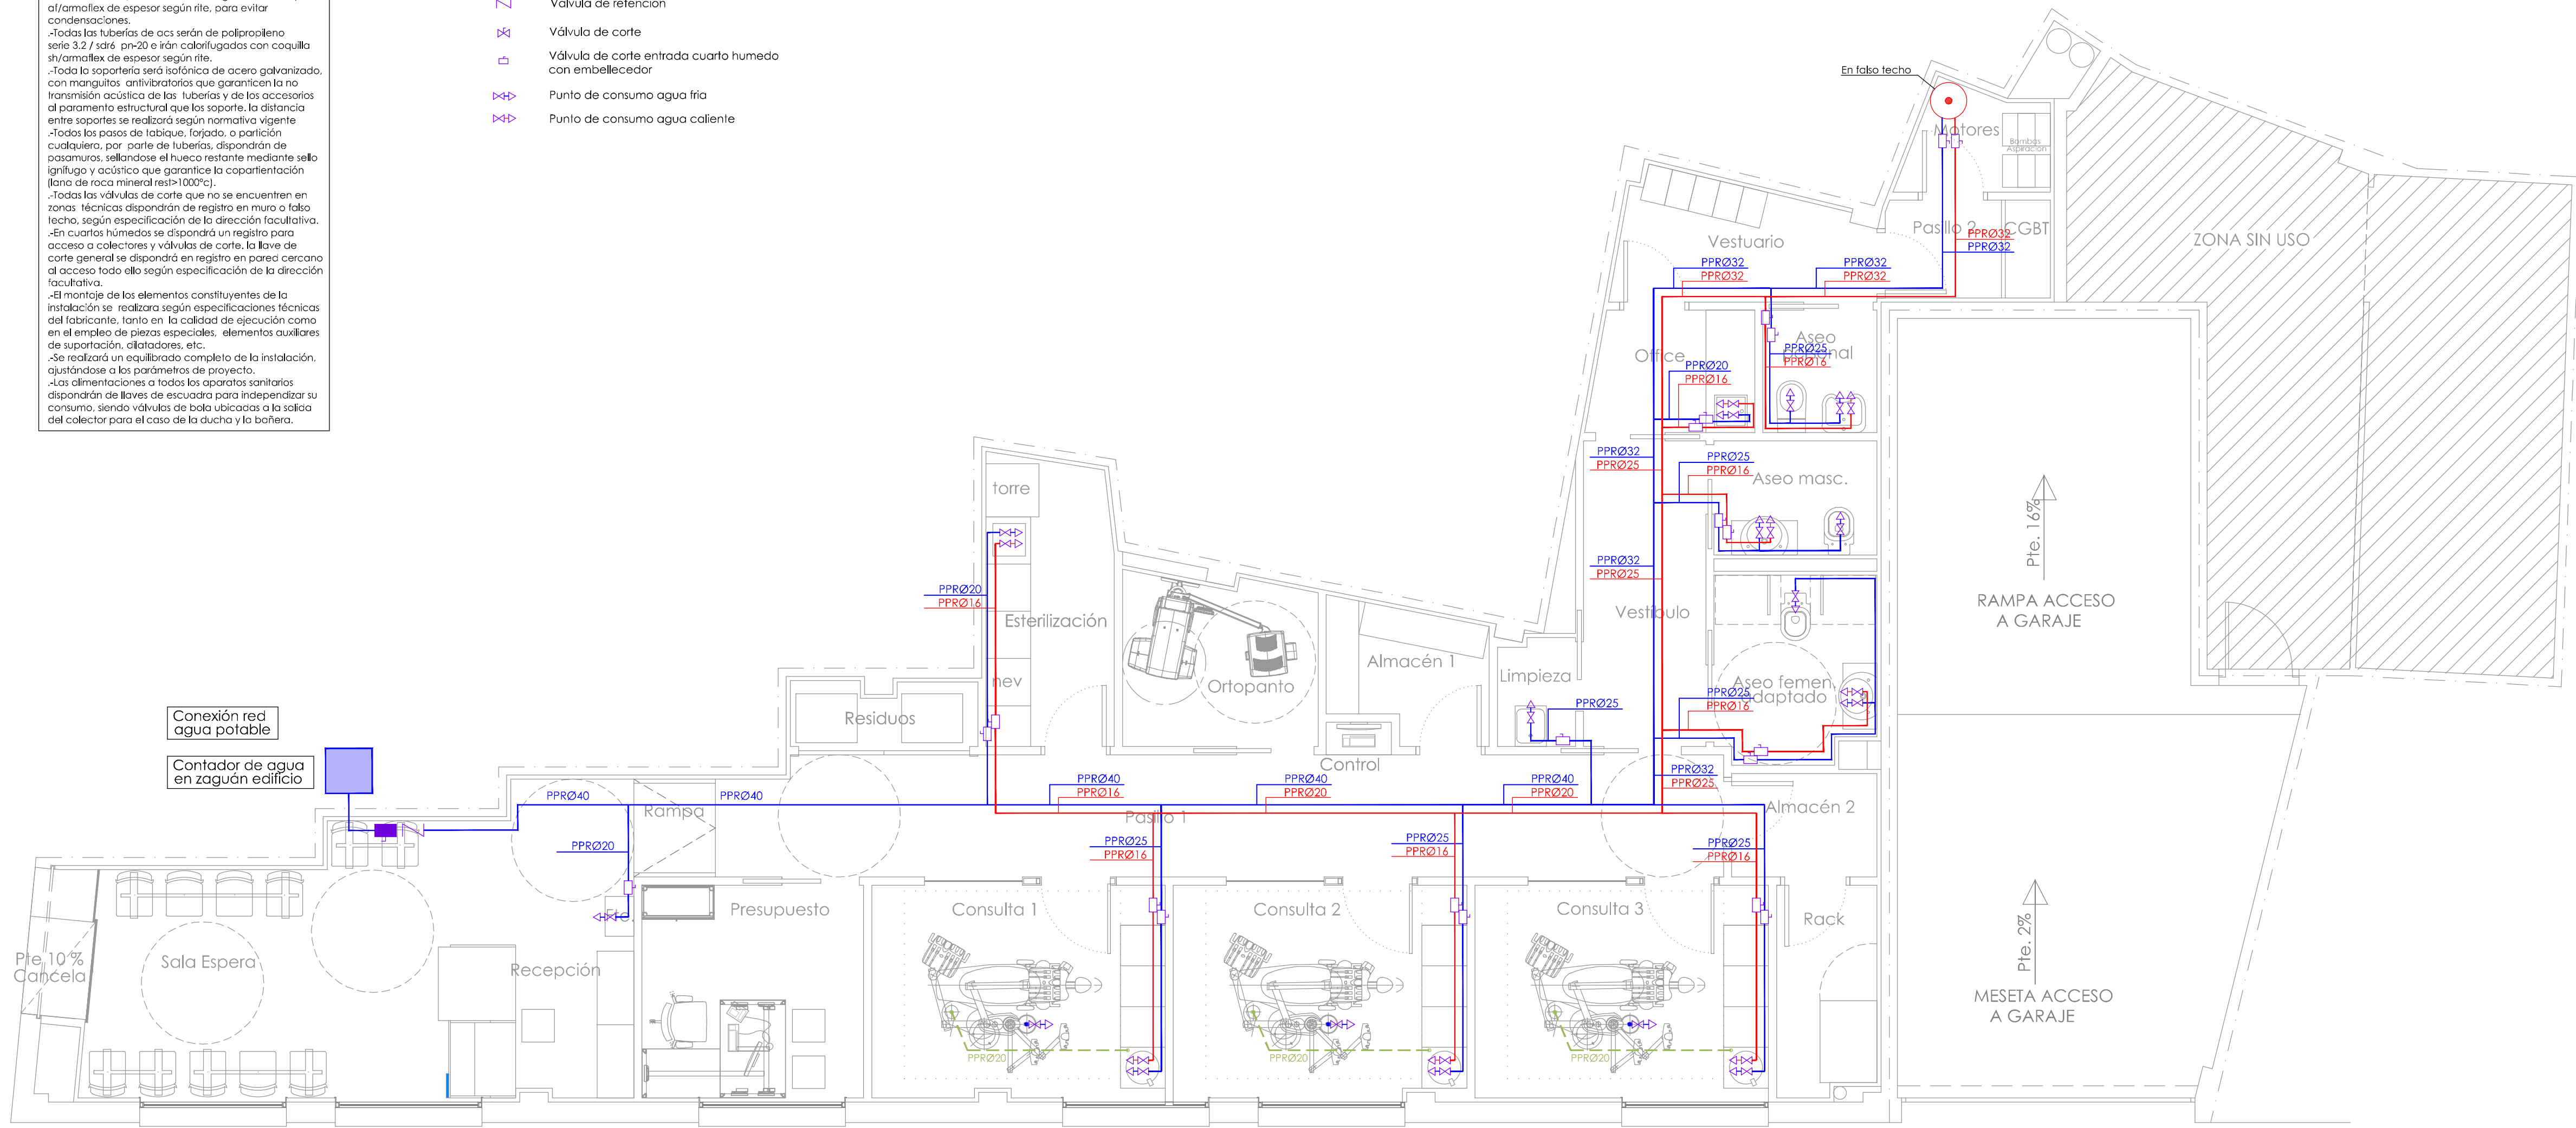 af/armaflex de espesor según rite, para evitar
condensaciones.
.-Todas las tuberías de acs serán de polipropileno
serie 3.2 / sdr6 pn-20 e irán calorifugadas con coquilla
sh/armaflex de espesor según rite.
.-Toda la soportería será isofónica de acero galvanizado,
con manguitos antivibratorios que garanticen la no
transmisión acústica de las tuberías y de los accesorios
al paramento estructural que los soporte. la distancia
entre soportes se realizará según normativa vigente
.-Todos los pasos de tabique, forjado, o partición
cualquiera, por parte de tuberías, dispondrán de
pasamuros, sellandose el hueco restante mediante sello
ignífugo y acústico que garantice la copartientación
(lana de roca mineral rest>1000°c).
.-Todas las válvulas de corte que no se encuentren en
zonas técnicas dispondrán de registro en muro o falso
techo, según especificación de la dirección facultativa.
.-En cuartos húmedos se dispondrá un registro para
acceso a colectores y válvulas de corte. la llave de
corte general se dispondrá en registro en pared cercano
al acceso todo ello según especificación de la dirección
facultativa.
.-El montaje de los elementos constituyentes de la
instalación se realizara según especificaciones técnicas
del fabricante, tanto en la calidad de ejecución como
en el empleo de piezas especiales, elementos auxiliares
de suportación, dilatadores, etc.
.-Se realizará un equilibrado completo de la instalación,
ajustándose a los parámetros de proyecto.
.-Las alimentaciones a todos los aparatos sanitarios
dispondrán de llaves de escuadra para independizar su
consumo, siendo válvulas de bola ubicadas a la salida
del colector para el caso de la ducha y la bañera.
Válvula de retención
Válvula de corte
Válvula de corte entrada cuarto humedo
con embellecedor
Punto de consumo agua fria
Punto de consumo agua caliente
En falso techo
Motores
Bombas
Aspiración
Pasillo 2
CGBT
PPRØ32
PPRØ32
ZONA SIN USO
Vestuario
PPRØ32
PPRØ32
PPRØ32
PPRØ32
Office
PPRØ20
PPRØ16
Aseo
personal
PPRØ25
PPRØ16
PPRØ32
PPRØ25
PPRØ25
PPRØ16
Aseo masc.
torre
PPRØ20
PPRØ16
Esterilización
nev
Ortopanto
Almacén 1
Limpieza
PPRØ25
PPRØ32
PPRØ25
Vestíbulo
Aseo femen.
adaptado
PPRØ25
PPRØ16
Pte. 16%
RAMPA ACCESO
A GARAJE
Residuos
Control
Conexión red
agua potable
Contador de agua
en zaguán edificio
PPRØ40
PPRØ40
Rampa
PPRØ40
PPRØ16
Pasillo 1
PPRØ40
PPRØ20
PPRØ40
PPRØ20
PPRØ32
PPRØ25
Almacén 2
PPRØ20
PPRØ25
PPRØ16
PPRØ25
PPRØ16
PPRØ25
PPRØ16
Pte 10 %
Cancela
Sala Espera
Recepción
Presupuesto
Consulta 1
Consulta 2
Consulta 3
Rack
PPRØ20
PPRØ20
PPRØ20
Pte. 2%
MESETA ACCESO
A GARAJE